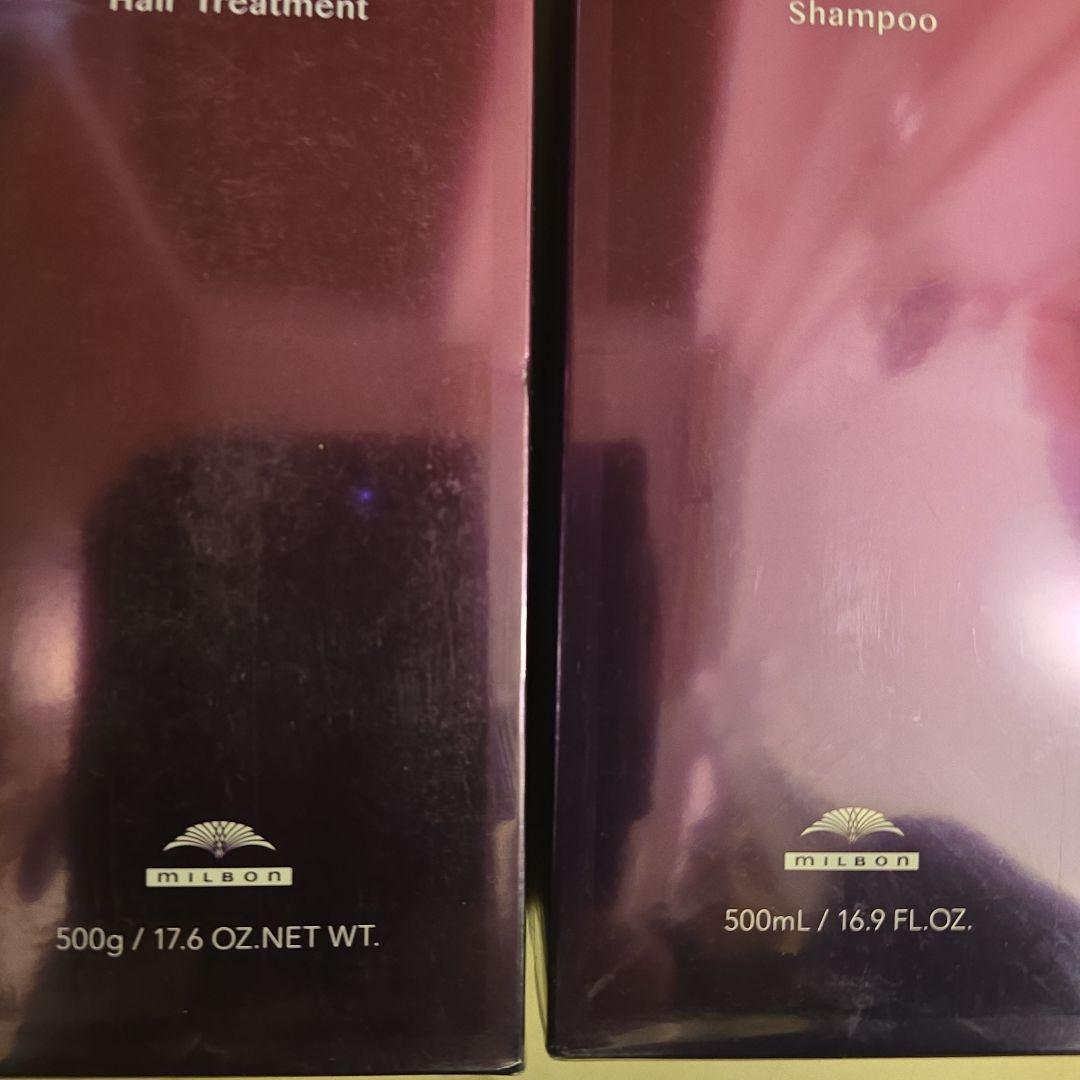 Hair Treatment
MILBON
500g / 17.6 OZ.NET WT.
Shampoo
MILBON
500mL / 16.9 FL.OZ.